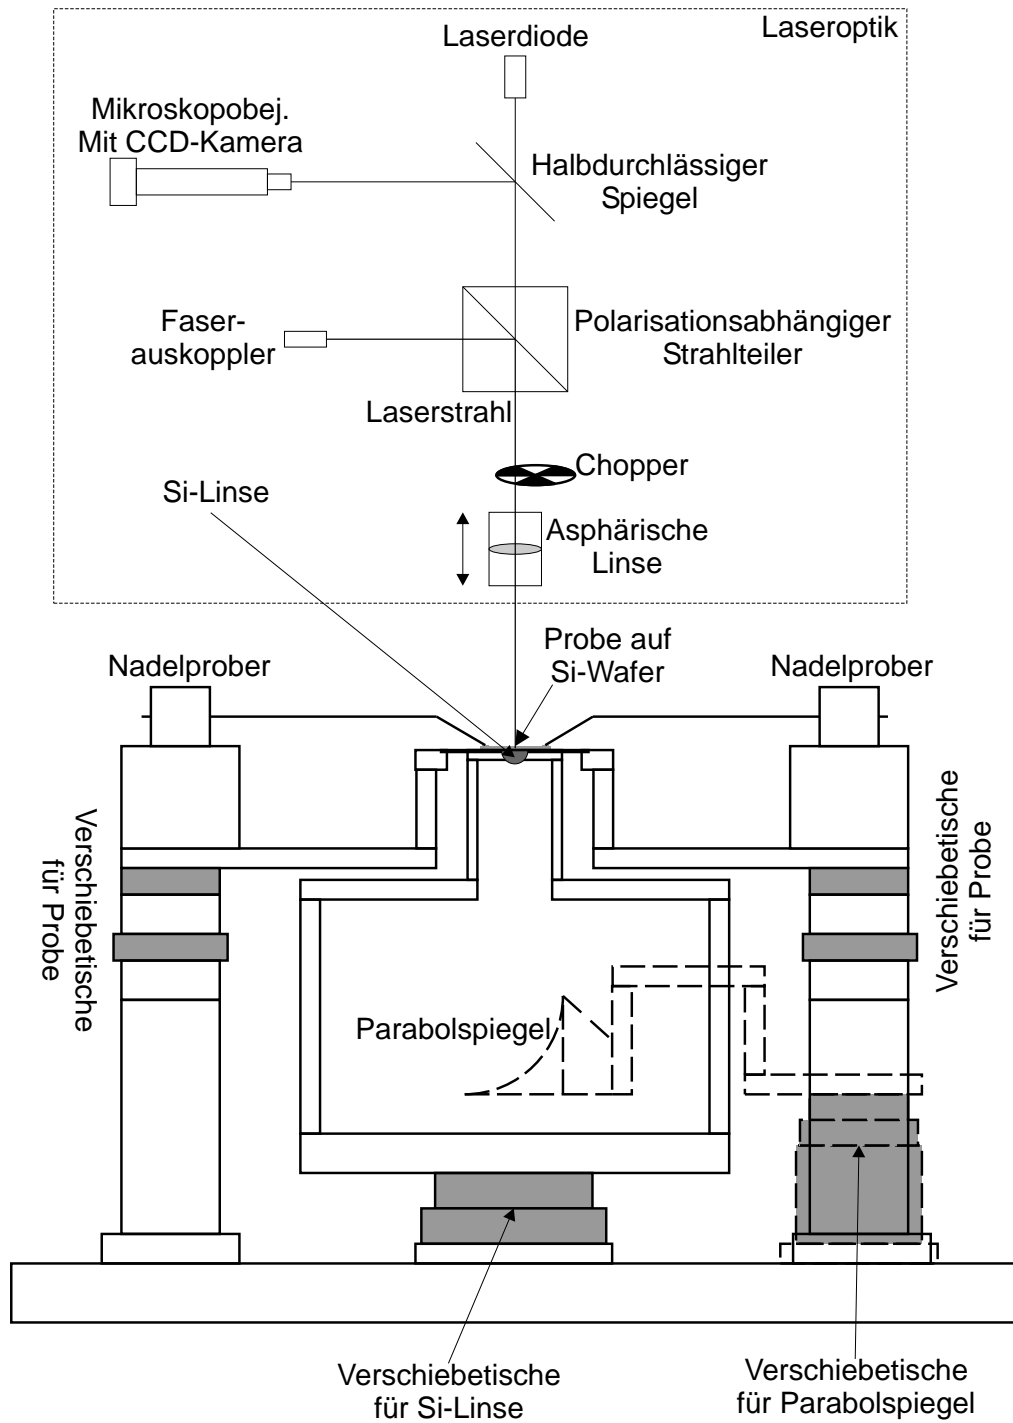 Laseroptik
Laserdiode
Mikroskopobej.
Mit CCD-Kamera
Halbdurchlässiger
Spiegel
Faser-
auskoppler
Polarisationsabhängiger
Strahlteiler
Laserstrahl
Chopper
Si-Linse
Asphärische
Linse
Probe auf
Si-Wafer
Nadelprober
Nadelprober
Verschiebetische
für Probe
Verschiebetische
für Probe
Parabolspiegel
Verschiebetische
für Si-Linse
Verschiebetische
für Parabolspiegel